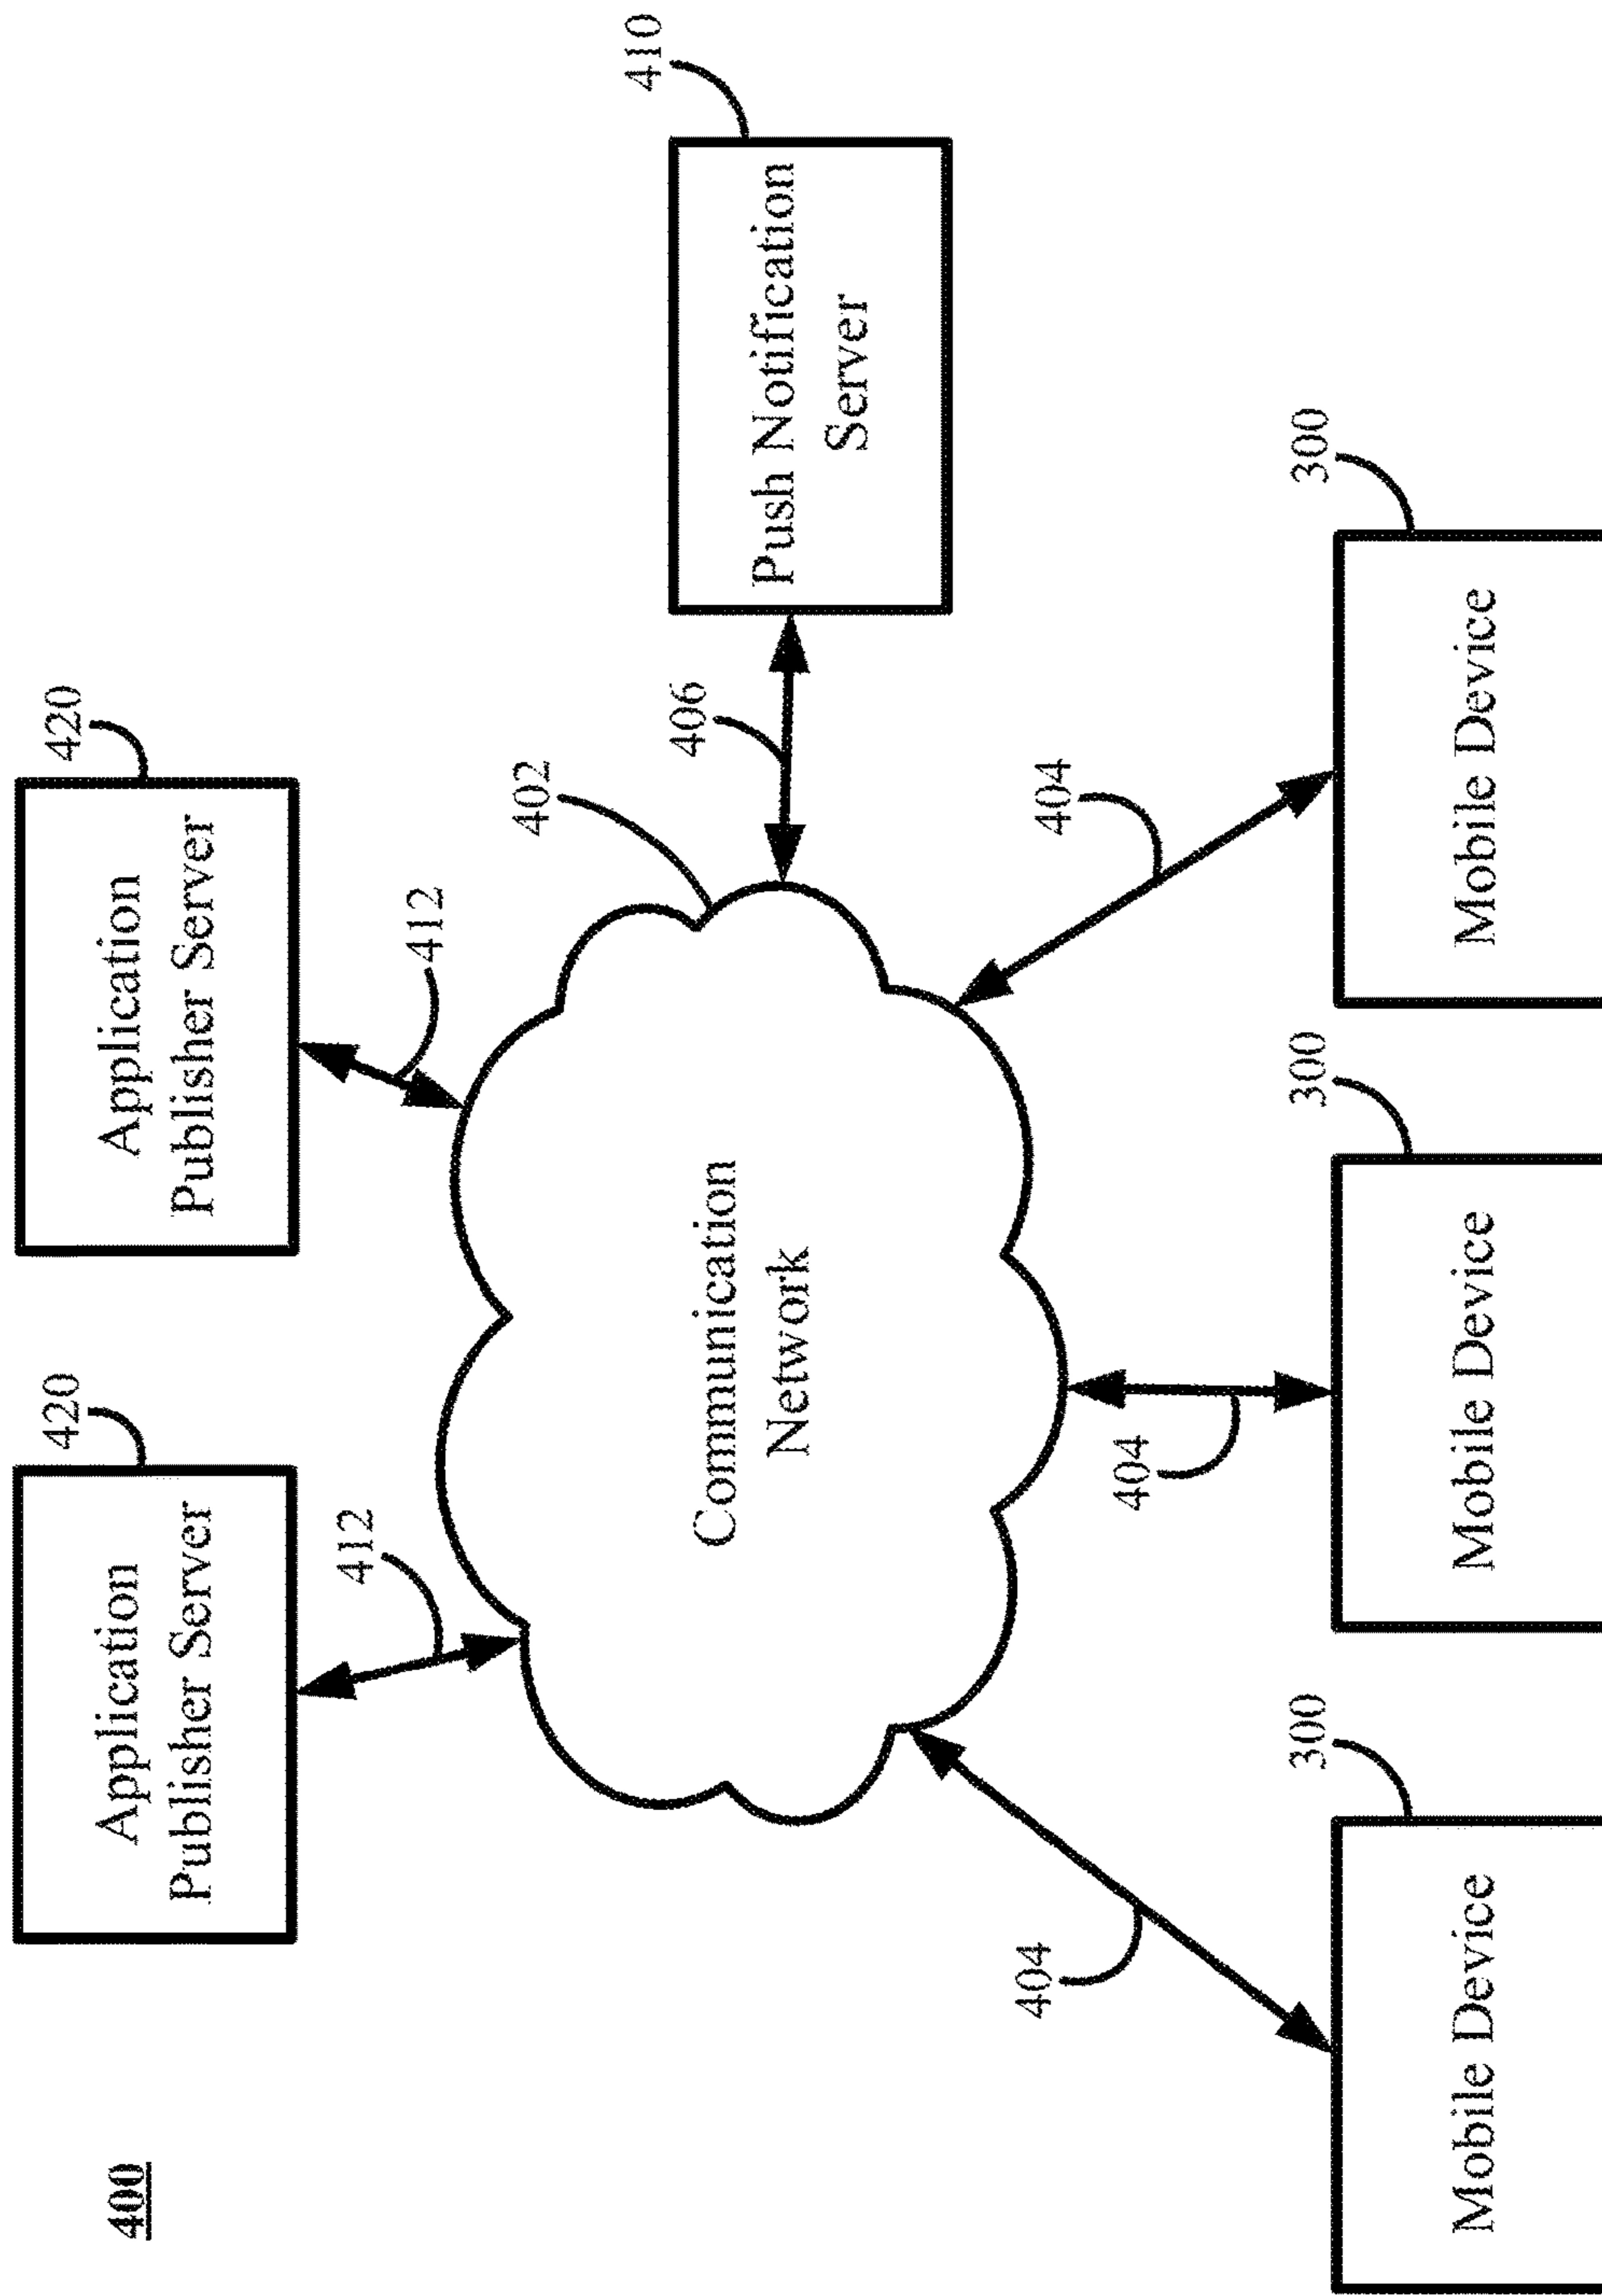 400
420
Application
Publisher Server
420
Application
Publisher Server
412
412
402
406
410
Push Notification
Server
Communication
Network
404
404
404
300
Mobile Device
300
Mobile Device
300
Mobile Device